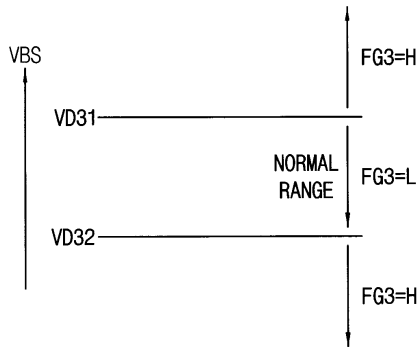 VBS
FG3=H
VD31
NORMAL
RANGE
FG3=L
VD32
FG3=H